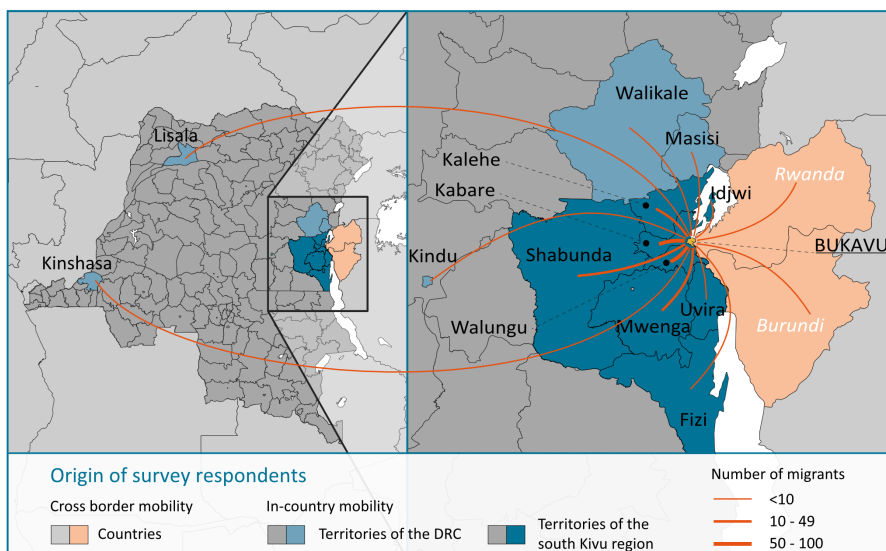 Lisala
Kinshasa
Walikale
Masisi
Kalehe
Kabare
Idjwi
Rwanda
Kindu
Shabunda
BUKAVU
Walungu
Mwenga
Uvira
Burundi
Fizi
Origin of survey respondents
Cross border mobility
Countries
In-country mobility
Territories of the DRC
Territories of the
south Kivu region
Number of migrants
<10
10 - 49
50 - 100